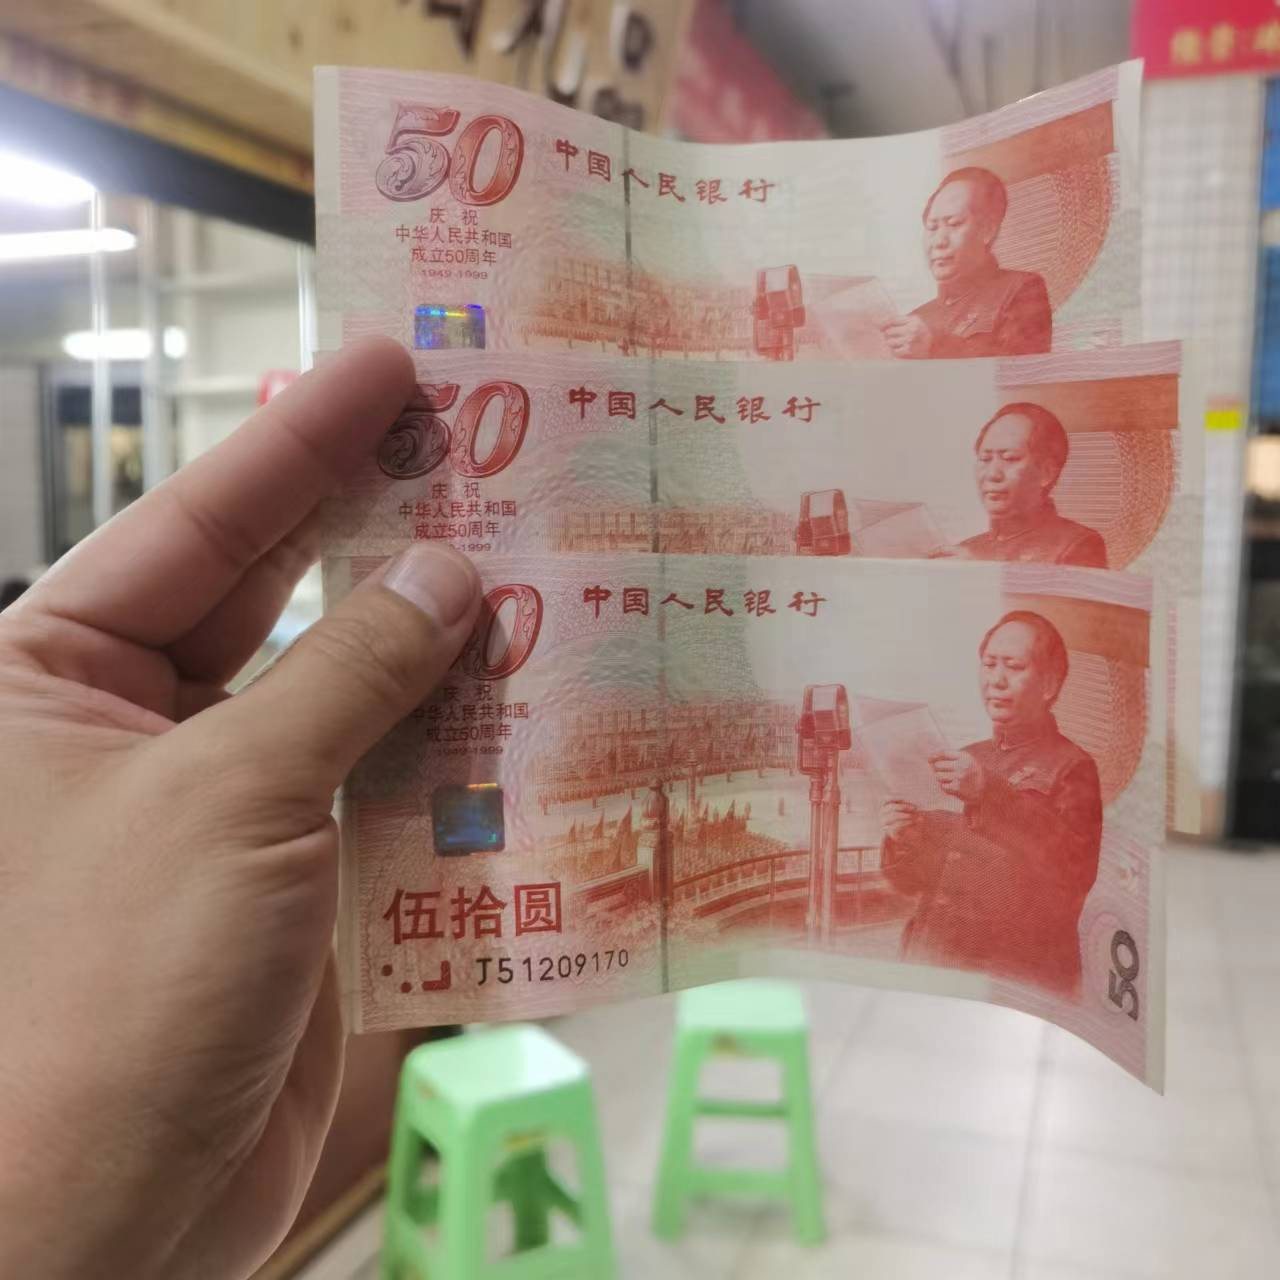 50
中国人民银行
庆祝
中华人民共和国
成立50周年
1949-1999
50
中国人民银行
庆祝
中华人民共和国
成立50周年
-1999
0
中国人民银行
庆祝
中华人民共和国
成立50周年
1949-1999
伍拾圆
J51209170
50